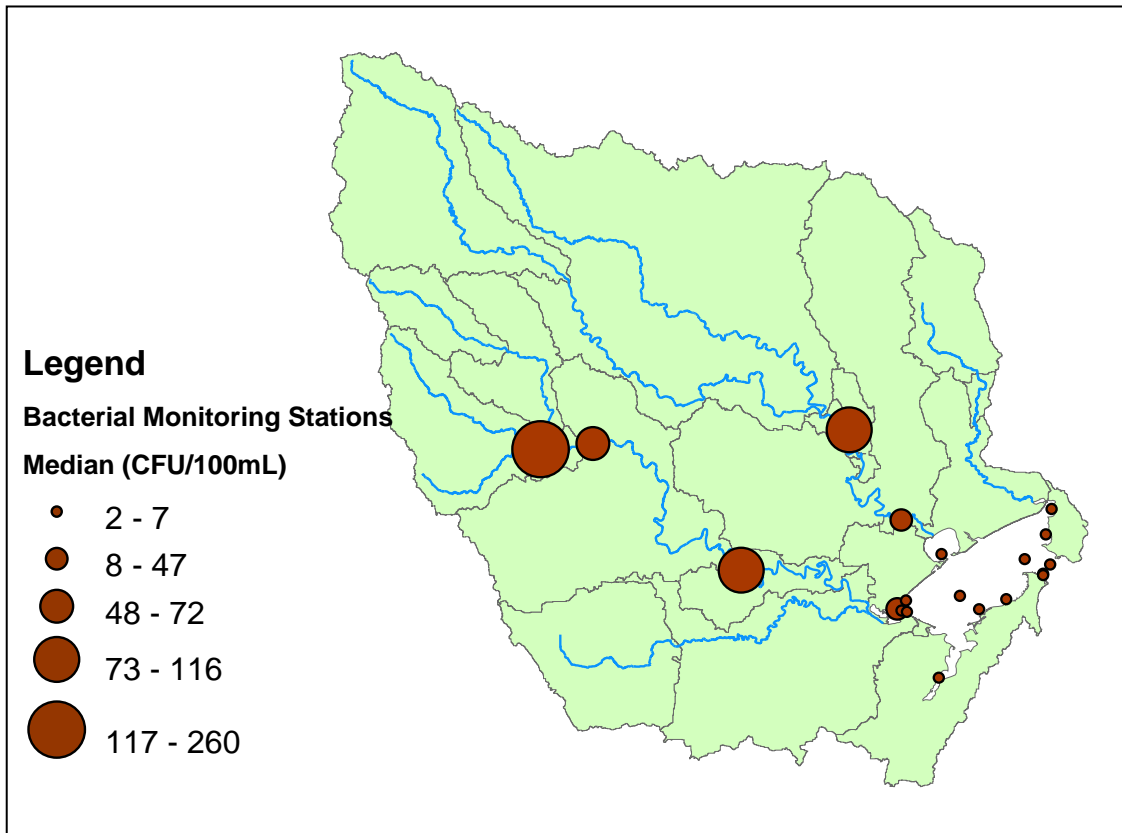 Legend
Bacterial Monitoring Stations
Median (CFU/100mL)
2 - 7
8 - 47
48 - 72
73 - 116
117 - 260